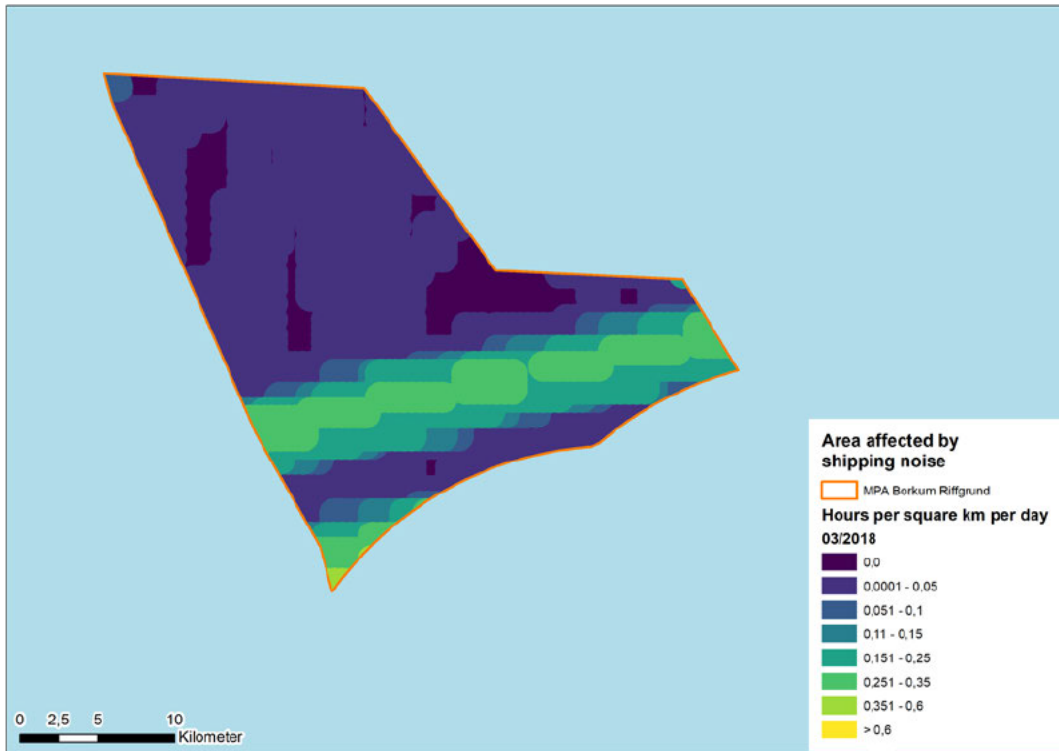 Area affected by
shipping noise
MPA Borkum Riffgrund
Hours per square km per day
03/2018
0,0
0,0001 - 0,05
0,051 - 0,1
0,11 - 0,15
0,151 - 0,25
0,251 - 0,35
0,351 - 0,6
> 0,6
0 2,5 5 10
Kilometer